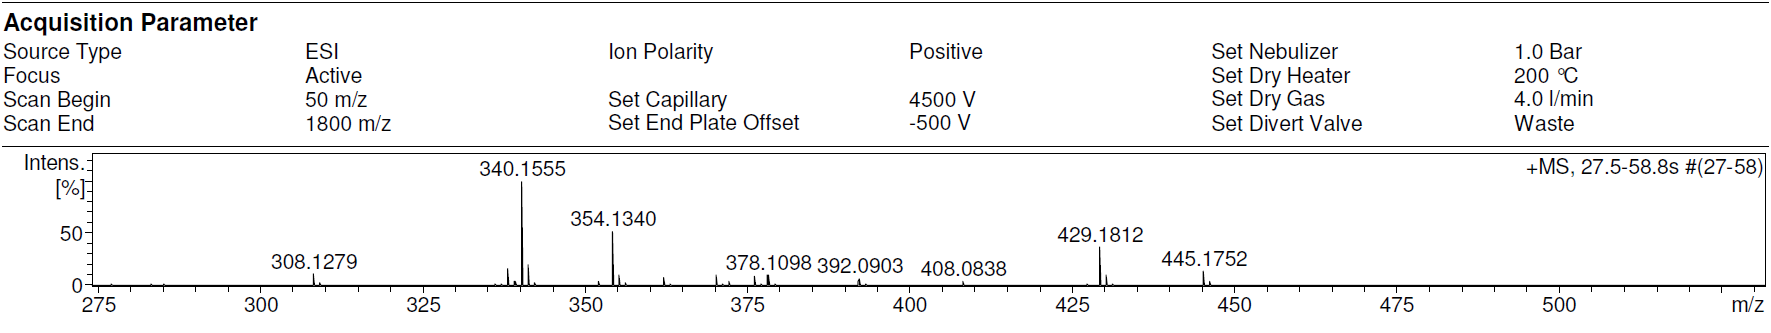 Acquisition Parameter
Source Type ESI Ion Polarity Positive Set Nebulizer 1.0 Bar
Focus Active Set Dry Heater 200 °C
Scan Begin 50 m/z Set Capillary 4500 V Set Dry Gas 4.0 l/min
Scan End 1800 m/z Set End Plate Offset -500 V Set Divert Valve Waste
Intens.
[%]
+MS, 27.5-58.8s #(27-58)
340.1555
354.1340
429.1812
50
308.1279
378.1098 392.0903 408.0838
445.1752
0
275 300 325 350 375 400 425 450 475 500 m/z